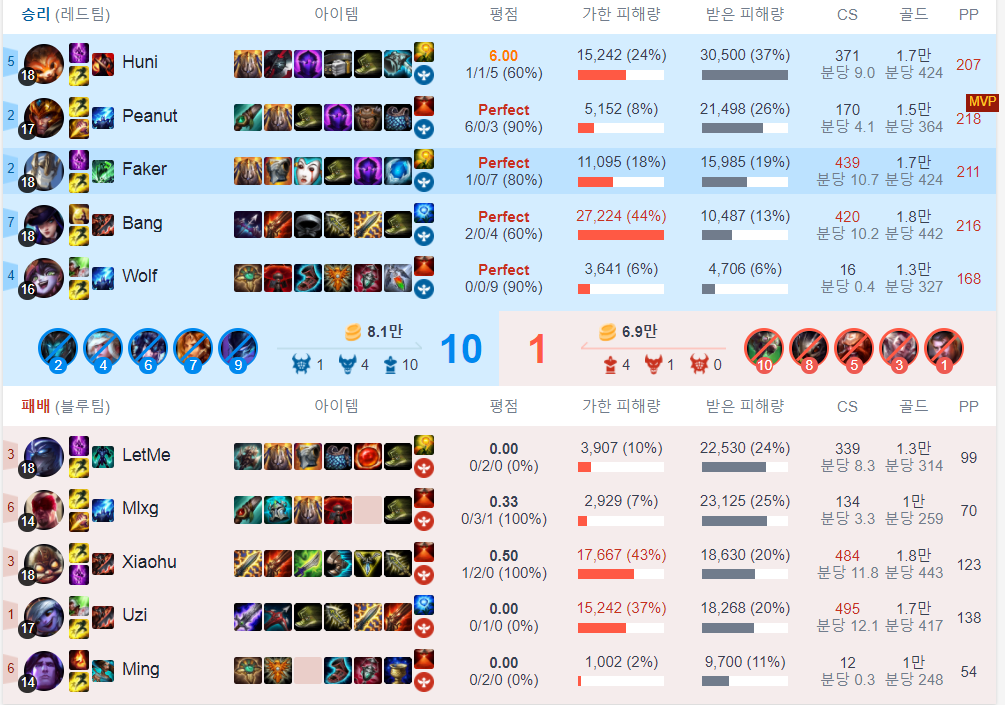 승리 (레드팀) 아이템 평점 가한 피해량 받은 피해량 CS 골드 PP
5 18 Huni 6.00 1/1/5 (60%) 15,242 (24%) 30,500 (37%) 371 분당 9.0 1.7만 분당 424 207
2 17 Peanut Perfect 6/0/3 (90%) 5,152 (8%) 21,498 (26%) 170 분당 4.1 1.5만 분당 364 MVP 218
2 18 Faker Perfect 1/0/7 (80%) 11,095 (18%) 15,985 (19%) 439 분당 10.7 1.7만 분당 424 211
7 18 Bang Perfect 2/0/4 (60%) 27,224 (44%) 10,487 (13%) 420 분당 10.2 1.8만 분당 442 216
4 16 Wolf Perfect 0/0/9 (90%) 3,641 (6%) 4,706 (6%) 16 분당 0.4 1.3만 분당 327 168
8.1만 6.9만
2 4 6 7 9 1 4 10 10 1 4 1 0 10 8 5 3 1
패배 (블루팀) 아이템 평점 가한 피해량 받은 피해량 CS 골드 PP
3 18 LetMe 0.00 0/2/0 (0%) 3,907 (10%) 22,530 (24%) 339 분당 8.3 1.3만 분당 314 99
6 14 Mlxg 0.33 0/3/1 (100%) 2,929 (7%) 23,125 (25%) 134 분당 3.3 1만 분당 259 70
3 18 Xiaohu 0.50 1/2/0 (100%) 17,667 (43%) 18,630 (20%) 484 분당 11.8 1.8만 분당 443 123
1 17 Uzi 0.00 0/1/0 (0%) 15,242 (37%) 18,268 (20%) 495 분당 12.1 1.7만 분당 417 138
6 14 Ming 0.00 0/2/0 (0%) 1,002 (2%) 9,700 (11%) 12 분당 0.3 1만 분당 248 54